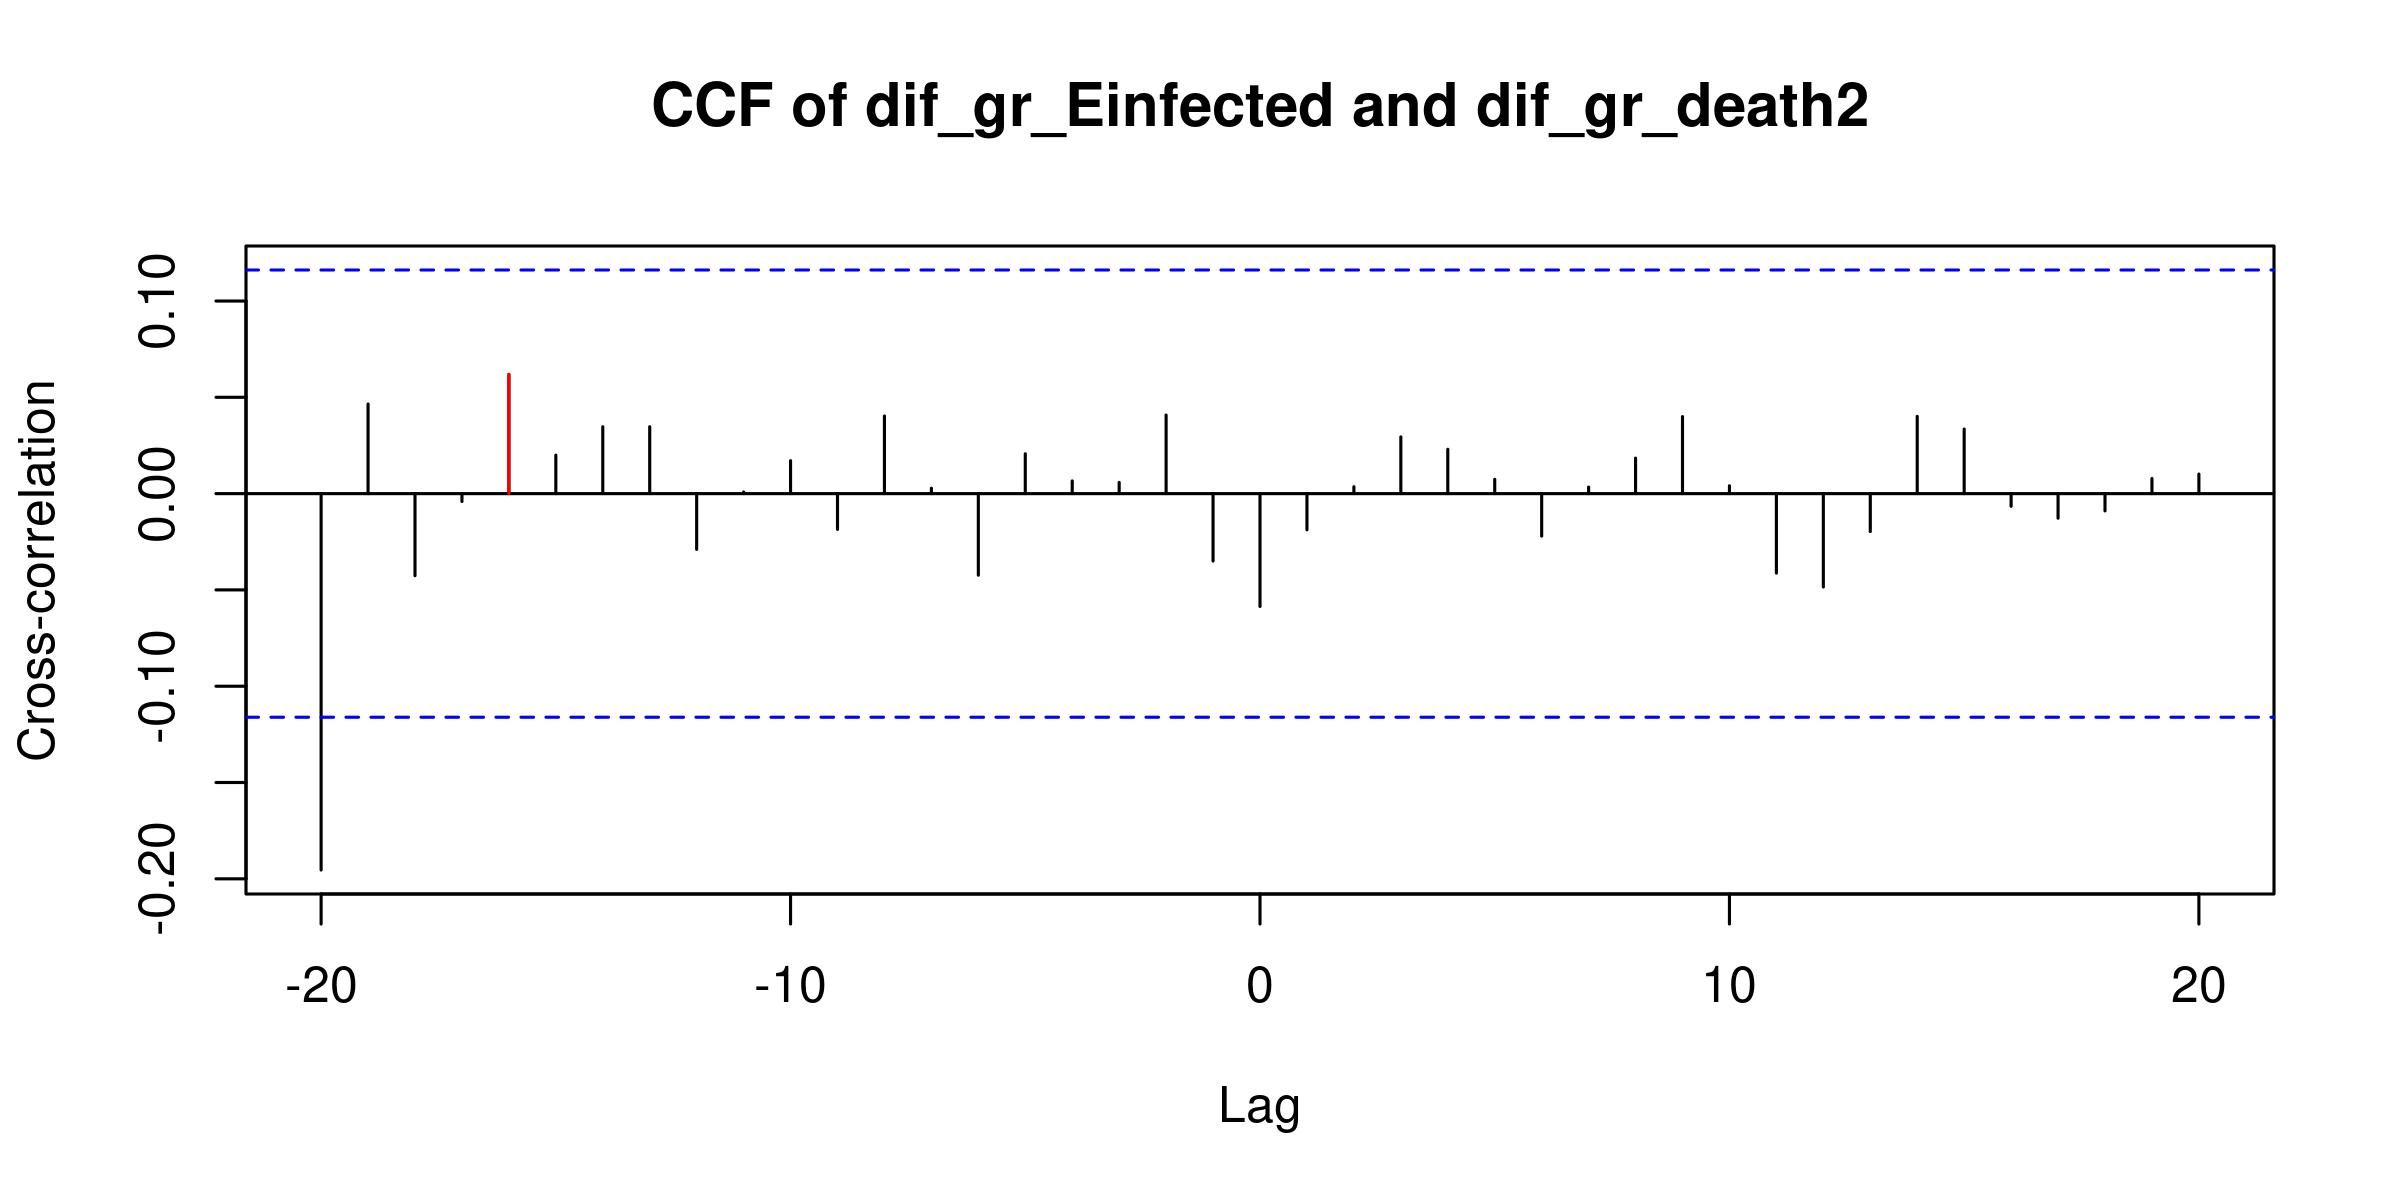 CCF of dif_gr_Einfected and dif_gr_death2
Cross-correlation
0.10
0.00
-0.10
-0.20
-20 -10 0 10 20
Lag